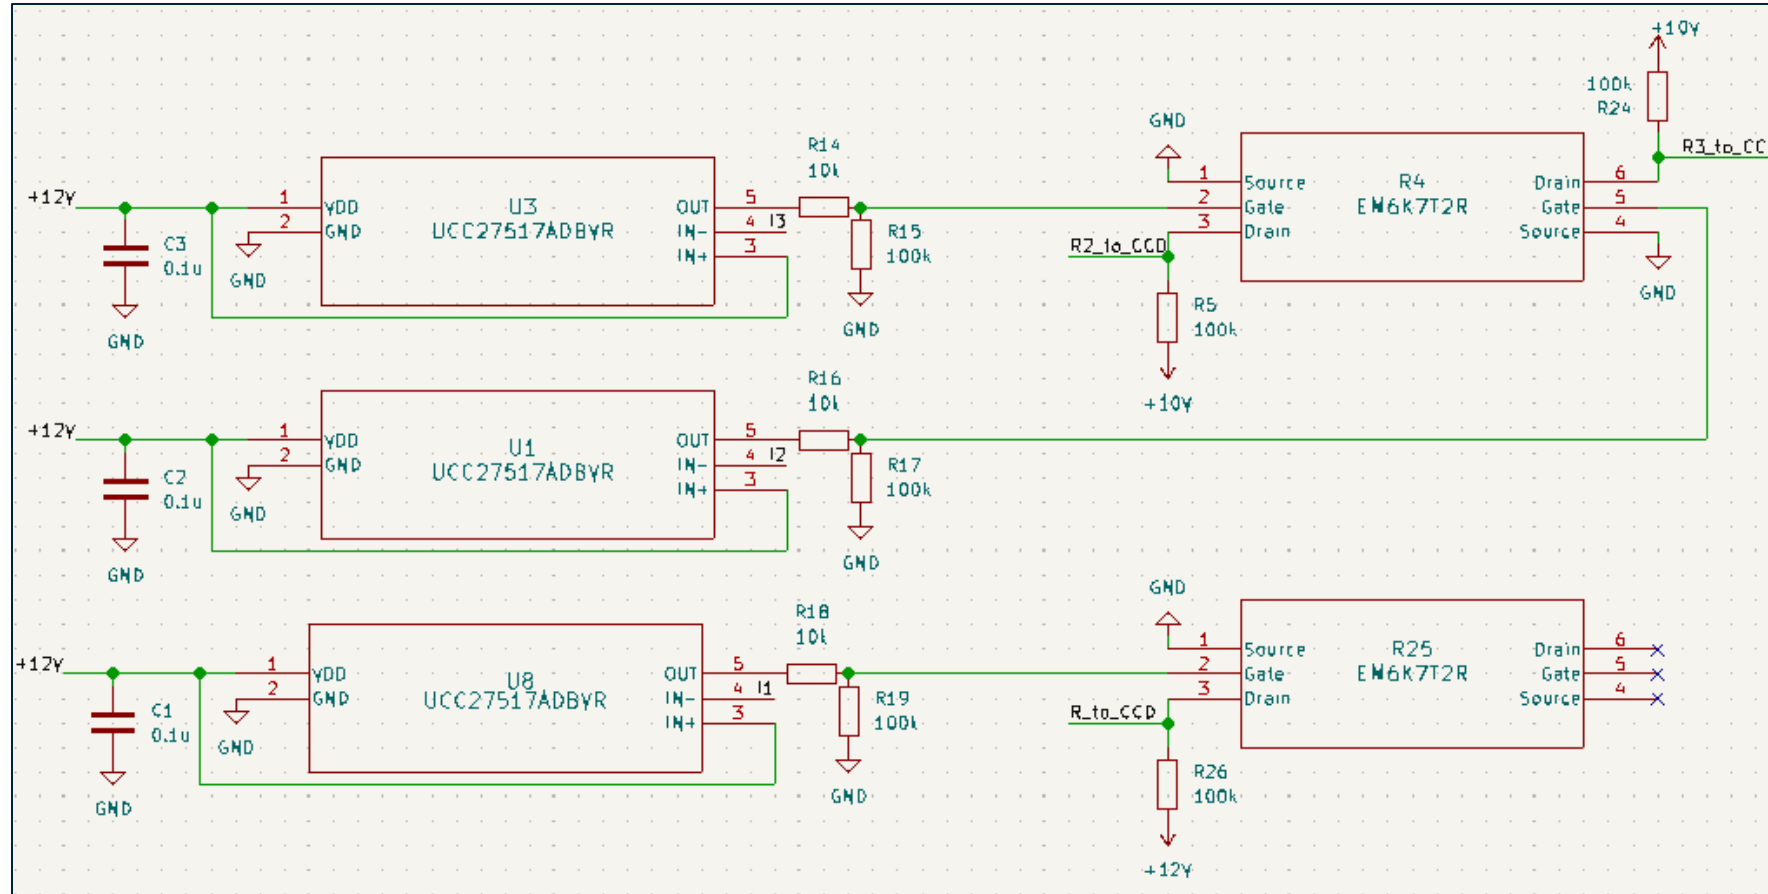 +10V
100k
R24
R3_to_CC
GND
R4
EM6K7T2R
1
Source
2
Gate
3
Drain
Drain
6
Gate
5
Source
4
GND
R2_to_CCD
R5
100k
+10V
R14
10k
R15
100k
GND
+12V
C3
0.1u
GND
GND
1
VDD
2
GND
U3
UCC27517ADBVR
OUT
5
IN-
4
I3
IN+
3
R16
10k
R17
100k
GND
+12V
C2
0.1u
GND
GND
1
VDD
2
GND
U1
UCC27517ADBVR
OUT
5
IN-
4
I2
IN+
3
R18
10k
R19
100k
GND
+12V
C1
0.1u
GND
GND
1
VDD
2
GND
U8
UCC27517ADBVR
OUT
5
IN-
4
I1
IN+
3
GND
R25
EM6K7T2R
1
Source
2
Gate
3
Drain
Drain
6
Gate
5
Source
4
R_to_CCD
R26
100k
+12V